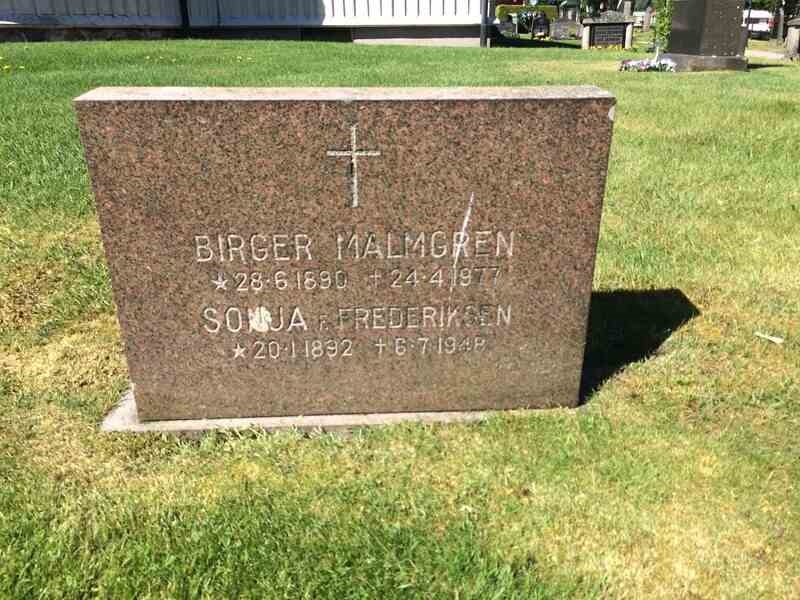 BIRGER MALMGREN
★ 28·6 1890 ✝ 24·4 1977
SONJA F. FREDERIKSEN
★ 20·1 1892 ✝ 6·7 1948